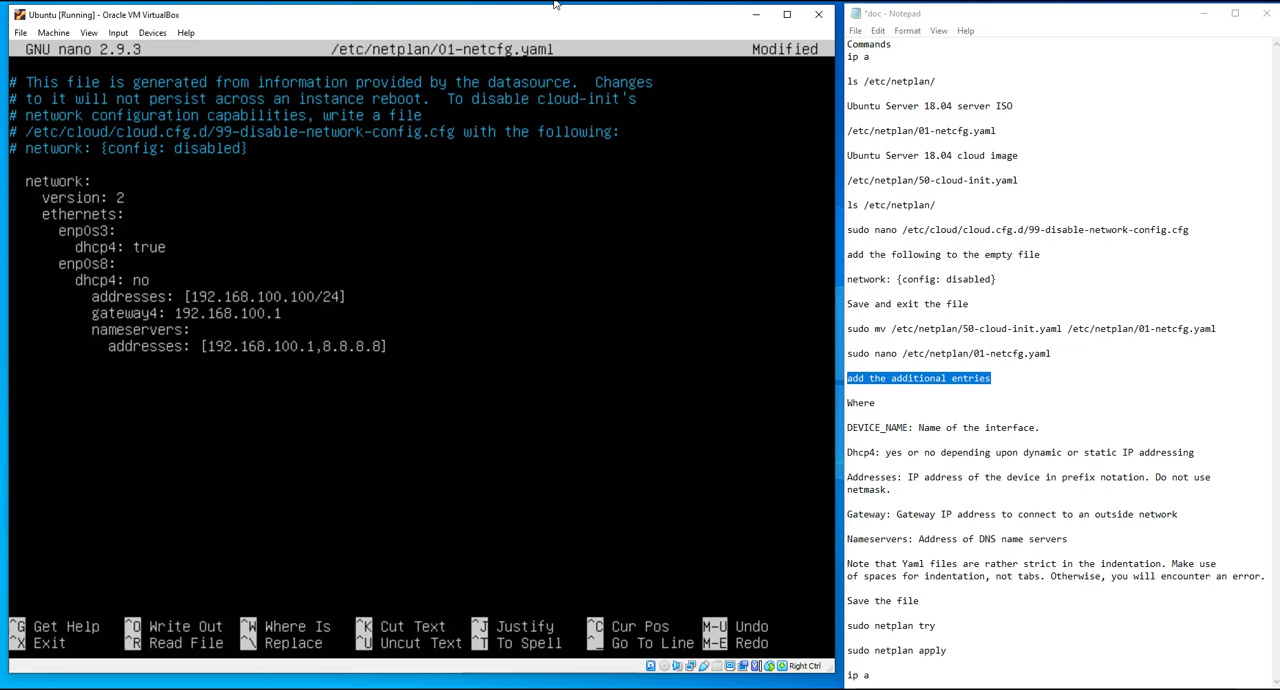 Ubuntu [Running] - Oracle VM VirtualBox
File Machine View Input Devices Help
GNU nano 2.9.3 /etc/netplan/01-netcfg.yaml Modified
# This file is generated from information provided by the datasource. Changes
# to it will not persist across an instance reboot. To disable cloud-init's
# network configuration capabilities, write a file
# /etc/cloud/cloud.cfg.d/99-disable-network-config.cfg with the following:
# network: {config: disabled}
network:
version: 2
ethernets:
enp0s3:
dhcp4: true
enp0s8:
dhcp4: no
addresses: [192.168.100.100/24]
gateway4: 192.168.100.1
nameservers:
addresses: [192.168.100.1,8.8.8.8]
^G Get Help ^O Write Out ^W Where Is ^K Cut Text ^J Justify ^C Cur Pos M-U Undo
^X Exit ^R Read File ^\ Replace ^U Uncut Text ^T To Spell ^_ Go To Line M-E Redo
Right Ctrl
*doc - Notepad
File Edit Format View Help
Commands
ip a
ls /etc/netplan/
Ubuntu Server 18.04 server ISO
/etc/netplan/01-netcfg.yaml
Ubuntu Server 18.04 cloud image
/etc/netplan/50-cloud-init.yaml
ls /etc/netplan/
sudo nano /etc/cloud/cloud.cfg.d/99-disable-network-config.cfg
add the following to the empty file
network: {config: disabled}
Save and exit the file
sudo mv /etc/netplan/50-cloud-init.yaml /etc/netplan/01-netcfg.yaml
sudo nano /etc/netplan/01-netcfg.yaml
add the additional entries
Where
DEVICE_NAME: Name of the interface.
Dhcp4: yes or no depending upon dynamic or static IP addressing
Addresses: IP address of the device in prefix notation. Do not use
netmask.
Gateway: Gateway IP address to connect to an outside network
Nameservers: Address of DNS name servers
Note that Yaml files are rather strict in the indentation. Make use
of spaces for indentation, not tabs. Otherwise, you will encounter an error.
Save the file
sudo netplan try
sudo netplan apply
ip a